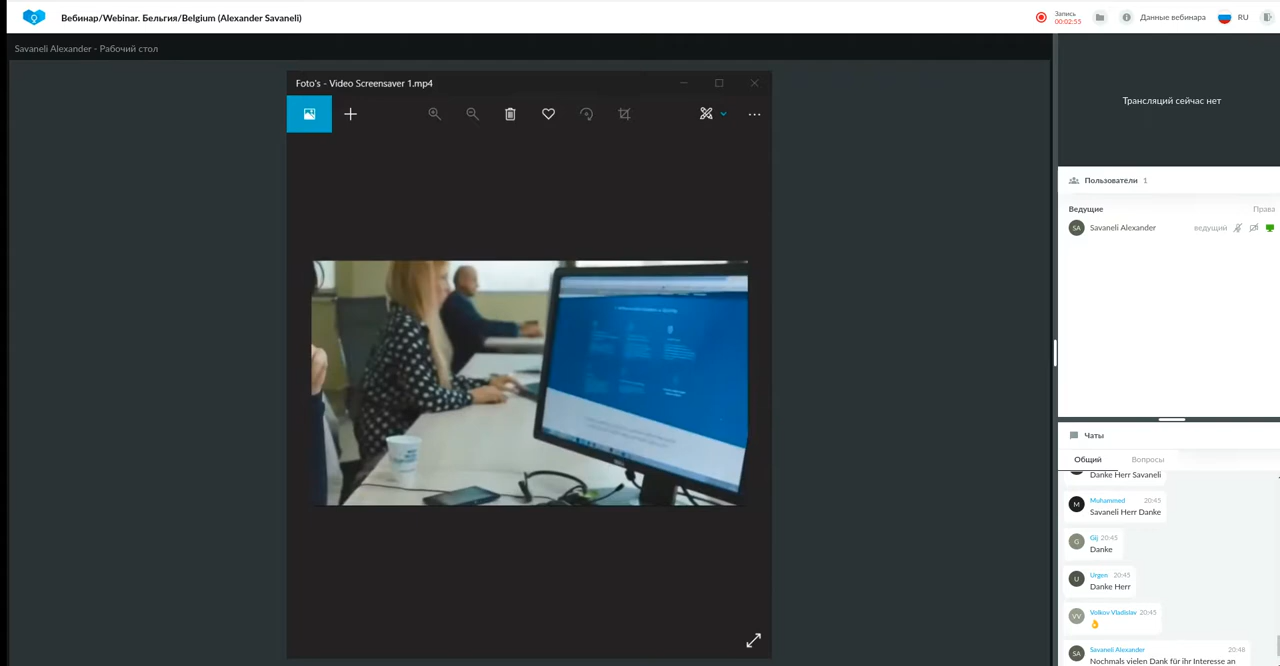 Вебинар/Webinar. Бельгия/Belgium (Alexander Savaneli)
Запись
00:02:55
Данные вебинара
RU
Savaneli Alexander - Рабочий стол
Foto's - Video Screensaver 1.mp4
Трансляций сейчас нет
Пользователи 1
Ведущие
Права
SA
Savaneli Alexander
ведущий
Чаты
Общий
Вопросы
Danke Herr Savaneli
M
Muhammed 20:45
Savaneli Herr Danke
G
Gij 20:45
Danke
U
Urgen 20:45
Danke Herr
VV
Volkov Vladislav 20:45
👌
SA
Savaneli Alexander 20:48
Nochmals vielen Dank für ihr Interesse an